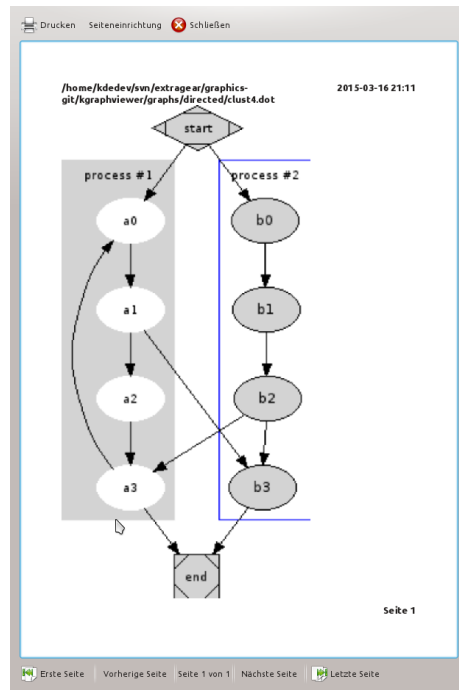 Drucken Seiteneinrichtung Schließen
/home/kdedev/svn/extragear/graphics- 2015-03-16 21:11
git/kgraphviewer/graphs/directed/clust4.dot
start
process #1 process #2
a0 b0
a1 b1
a2 b2
a3 b3
end
Seite 1
Erste Seite Vorherige Seite Seite 1 von 1 Nächste Seite Letzte Seite